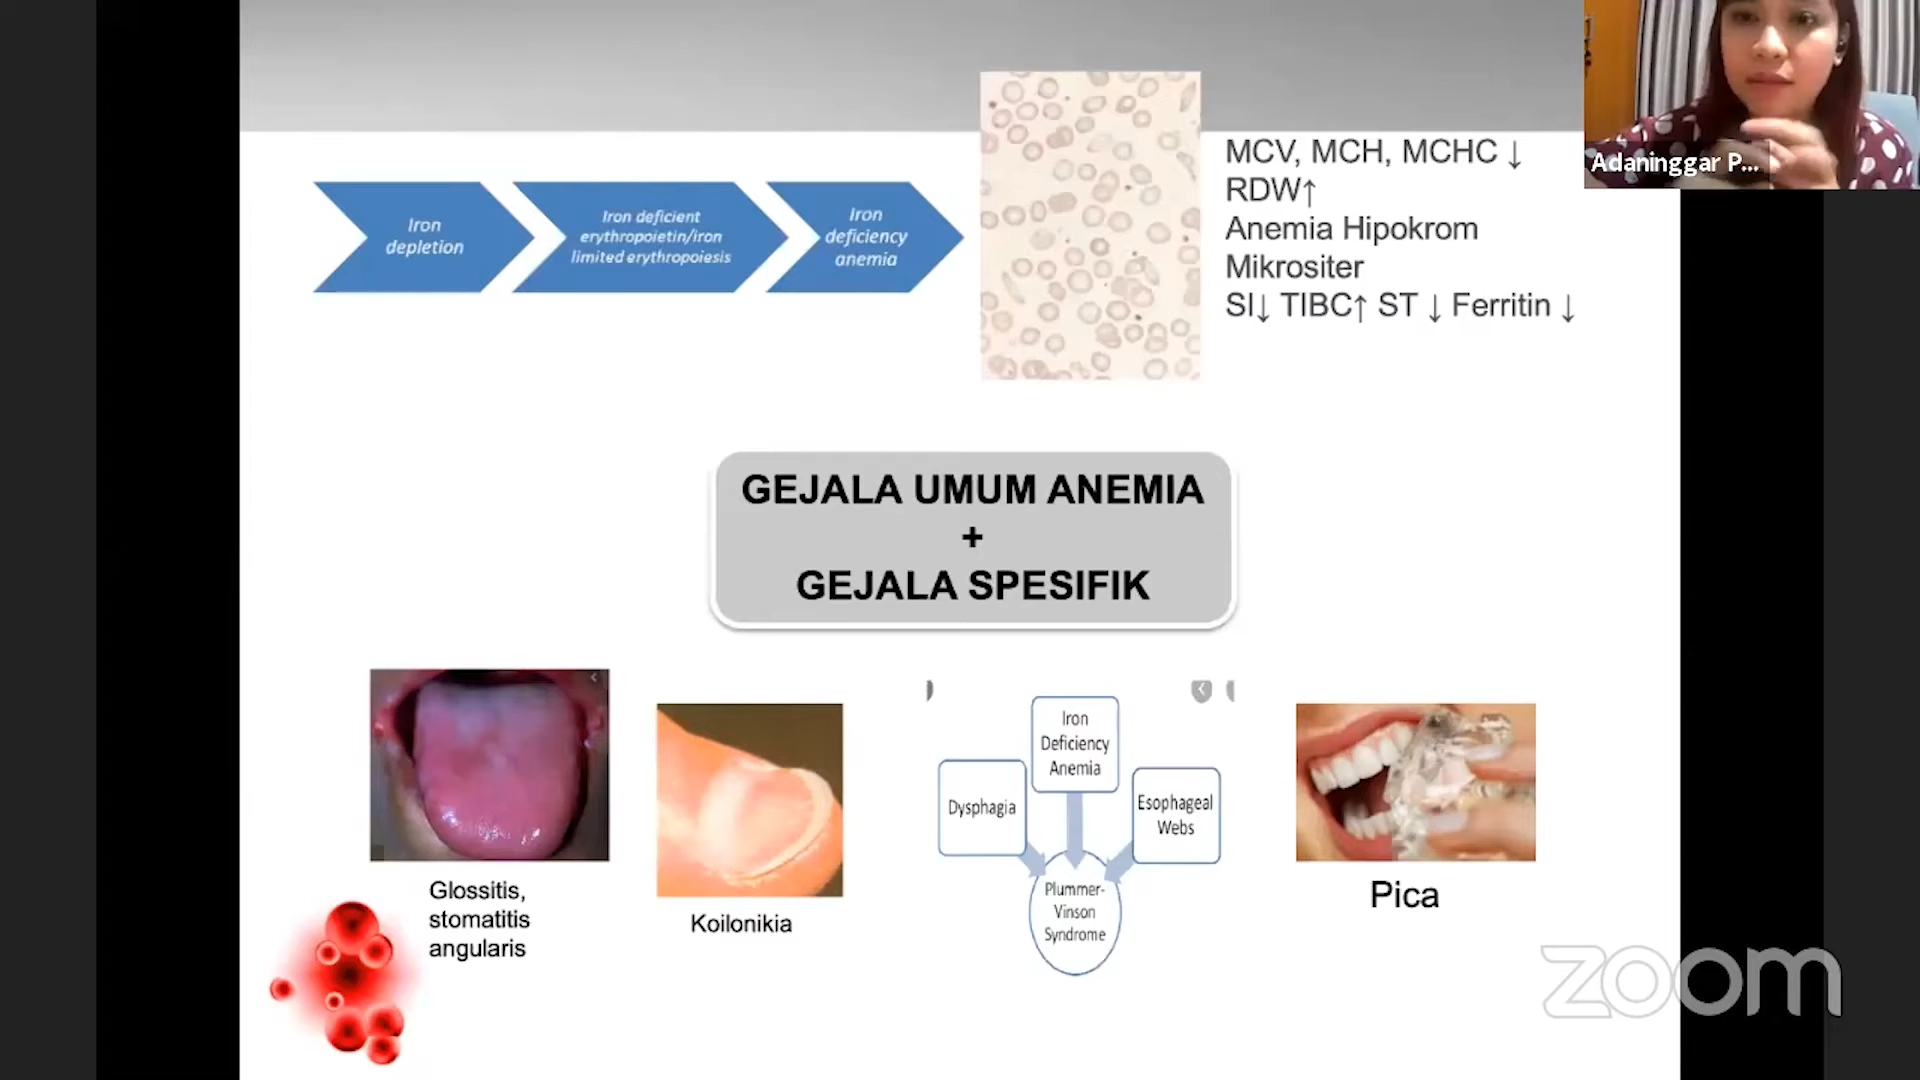 Iron
depletion
Iron deficient
erythropoietin/iron
limited erythropoiesis
Iron
deficiency
anemia
MCV, MCH, MCHC ↓
RDW↑
Anemia Hipokrom
Mikrositer
SI↓ TIBC↑ ST ↓ Ferritin ↓
Adaninggar P...
GEJALA UMUM ANEMIA
+
GEJALA SPESIFIK
Glossitis,
stomatitis
angularis
Koilonikia
Iron
Deficiency
Anemia
Dysphagia
Esophageal
Webs
Plummer-
Vinson
Syndrome
Pica
zoom